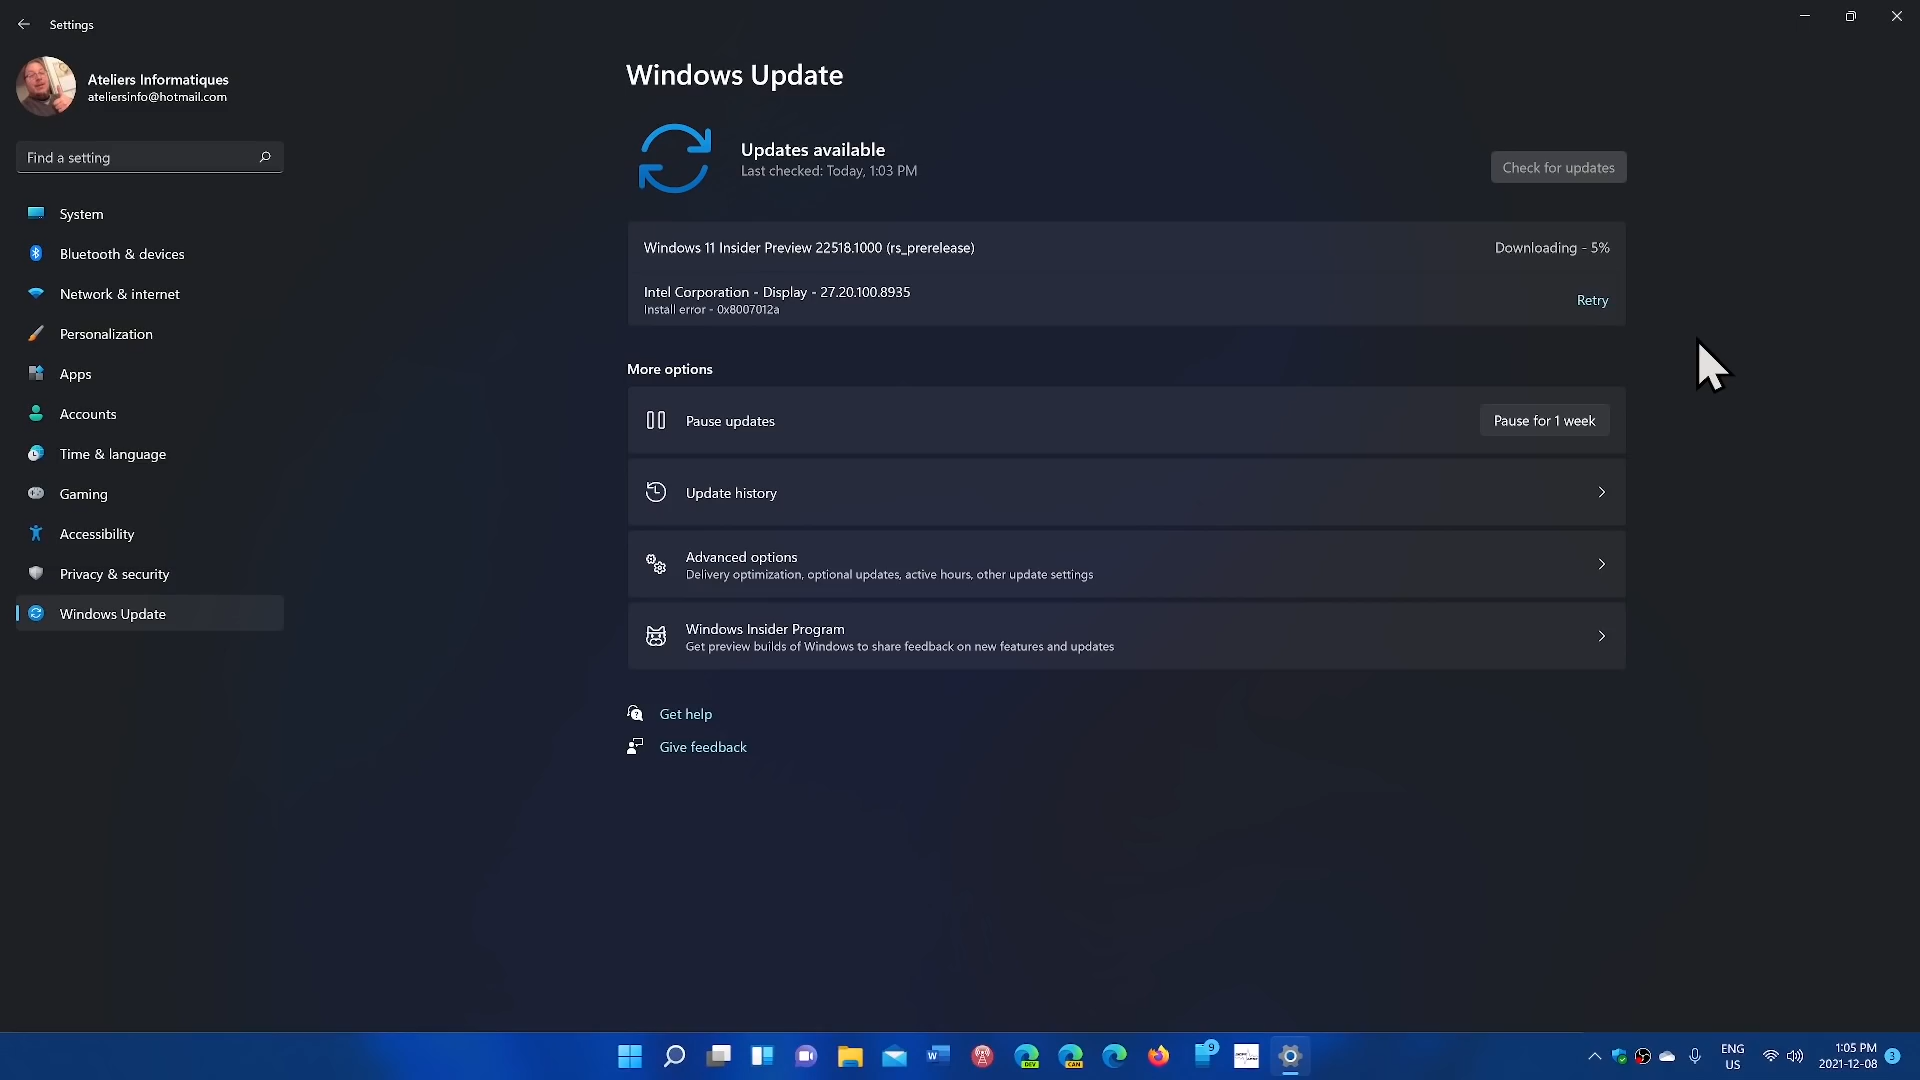 Settings
Ateliers Informatiques
ateliersinfo@hotmail.com
Find a setting
System
Bluetooth & devices
Network & internet
Personalization
Apps
Accounts
Time & language
Gaming
Accessibility
Privacy & security
Windows Update
Windows Update
Updates available
Last checked: Today, 1:03 PM
Check for updates
Windows 11 Insider Preview 22518.1000 (rs_prerelease)
Downloading - 5%
Intel Corporation - Display - 27.20.100.8935
Install error - 0x8007012a
Retry
More options
Pause updates
Pause for 1 week
Update history
Advanced options
Delivery optimization, optional updates, active hours, other update settings
Windows Insider Program
Get preview builds of Windows to share feedback on new features and updates
Get help
Give feedback
W
DEV
CAN
9
ENG
US
1:05 PM
2021-12-08
3